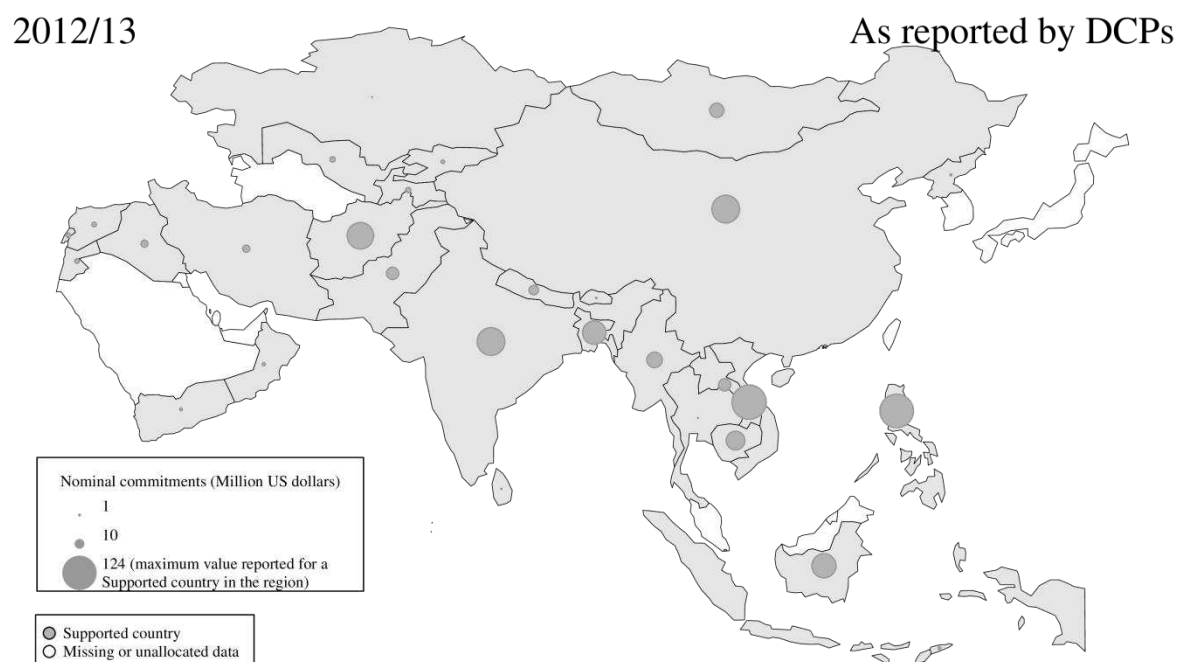 2012/13
As reported by DCPs
Nominal commitments (Million US dollars)
1
10
124 (maximum value reported for a
Supported country in the region)
Supported country
Missing or unallocated data